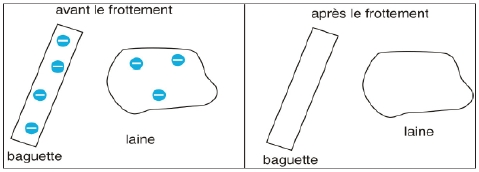 avant le frottement
laine
baguette
après le frottement
laine
baguette